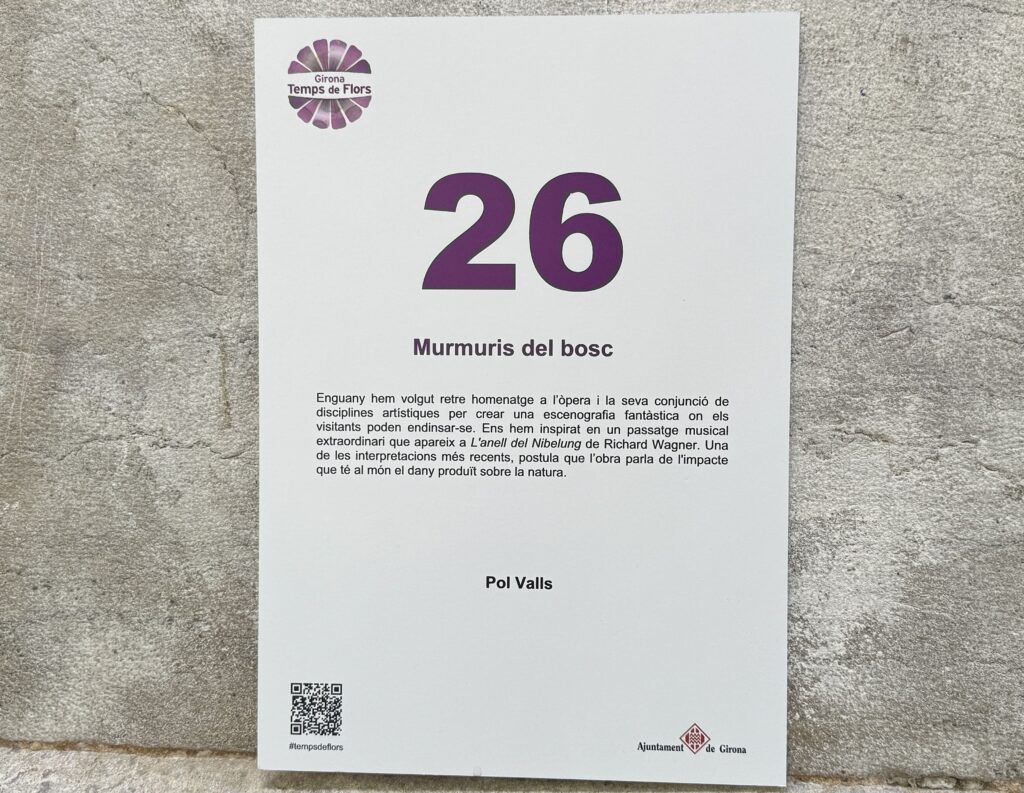 Girona
Temps de Flors
26
Murmuris del bosc
Enguany hem volgut retre homenatge a l'òpera i la seva conjunció de
disciplines artístiques per crear una escenografia fantàstica on els
visitants poden endinsar-se. Ens hem inspirat en un passatge musical
extraordinari que apareix a L'anell del Nibelung de Richard Wagner. Una
de les interpretacions més recents, postula que l'obra parla de l'impacte
que té al món el dany produït sobre la natura.
Pol Valls
#tempsdeflors
Ajuntament de Girona